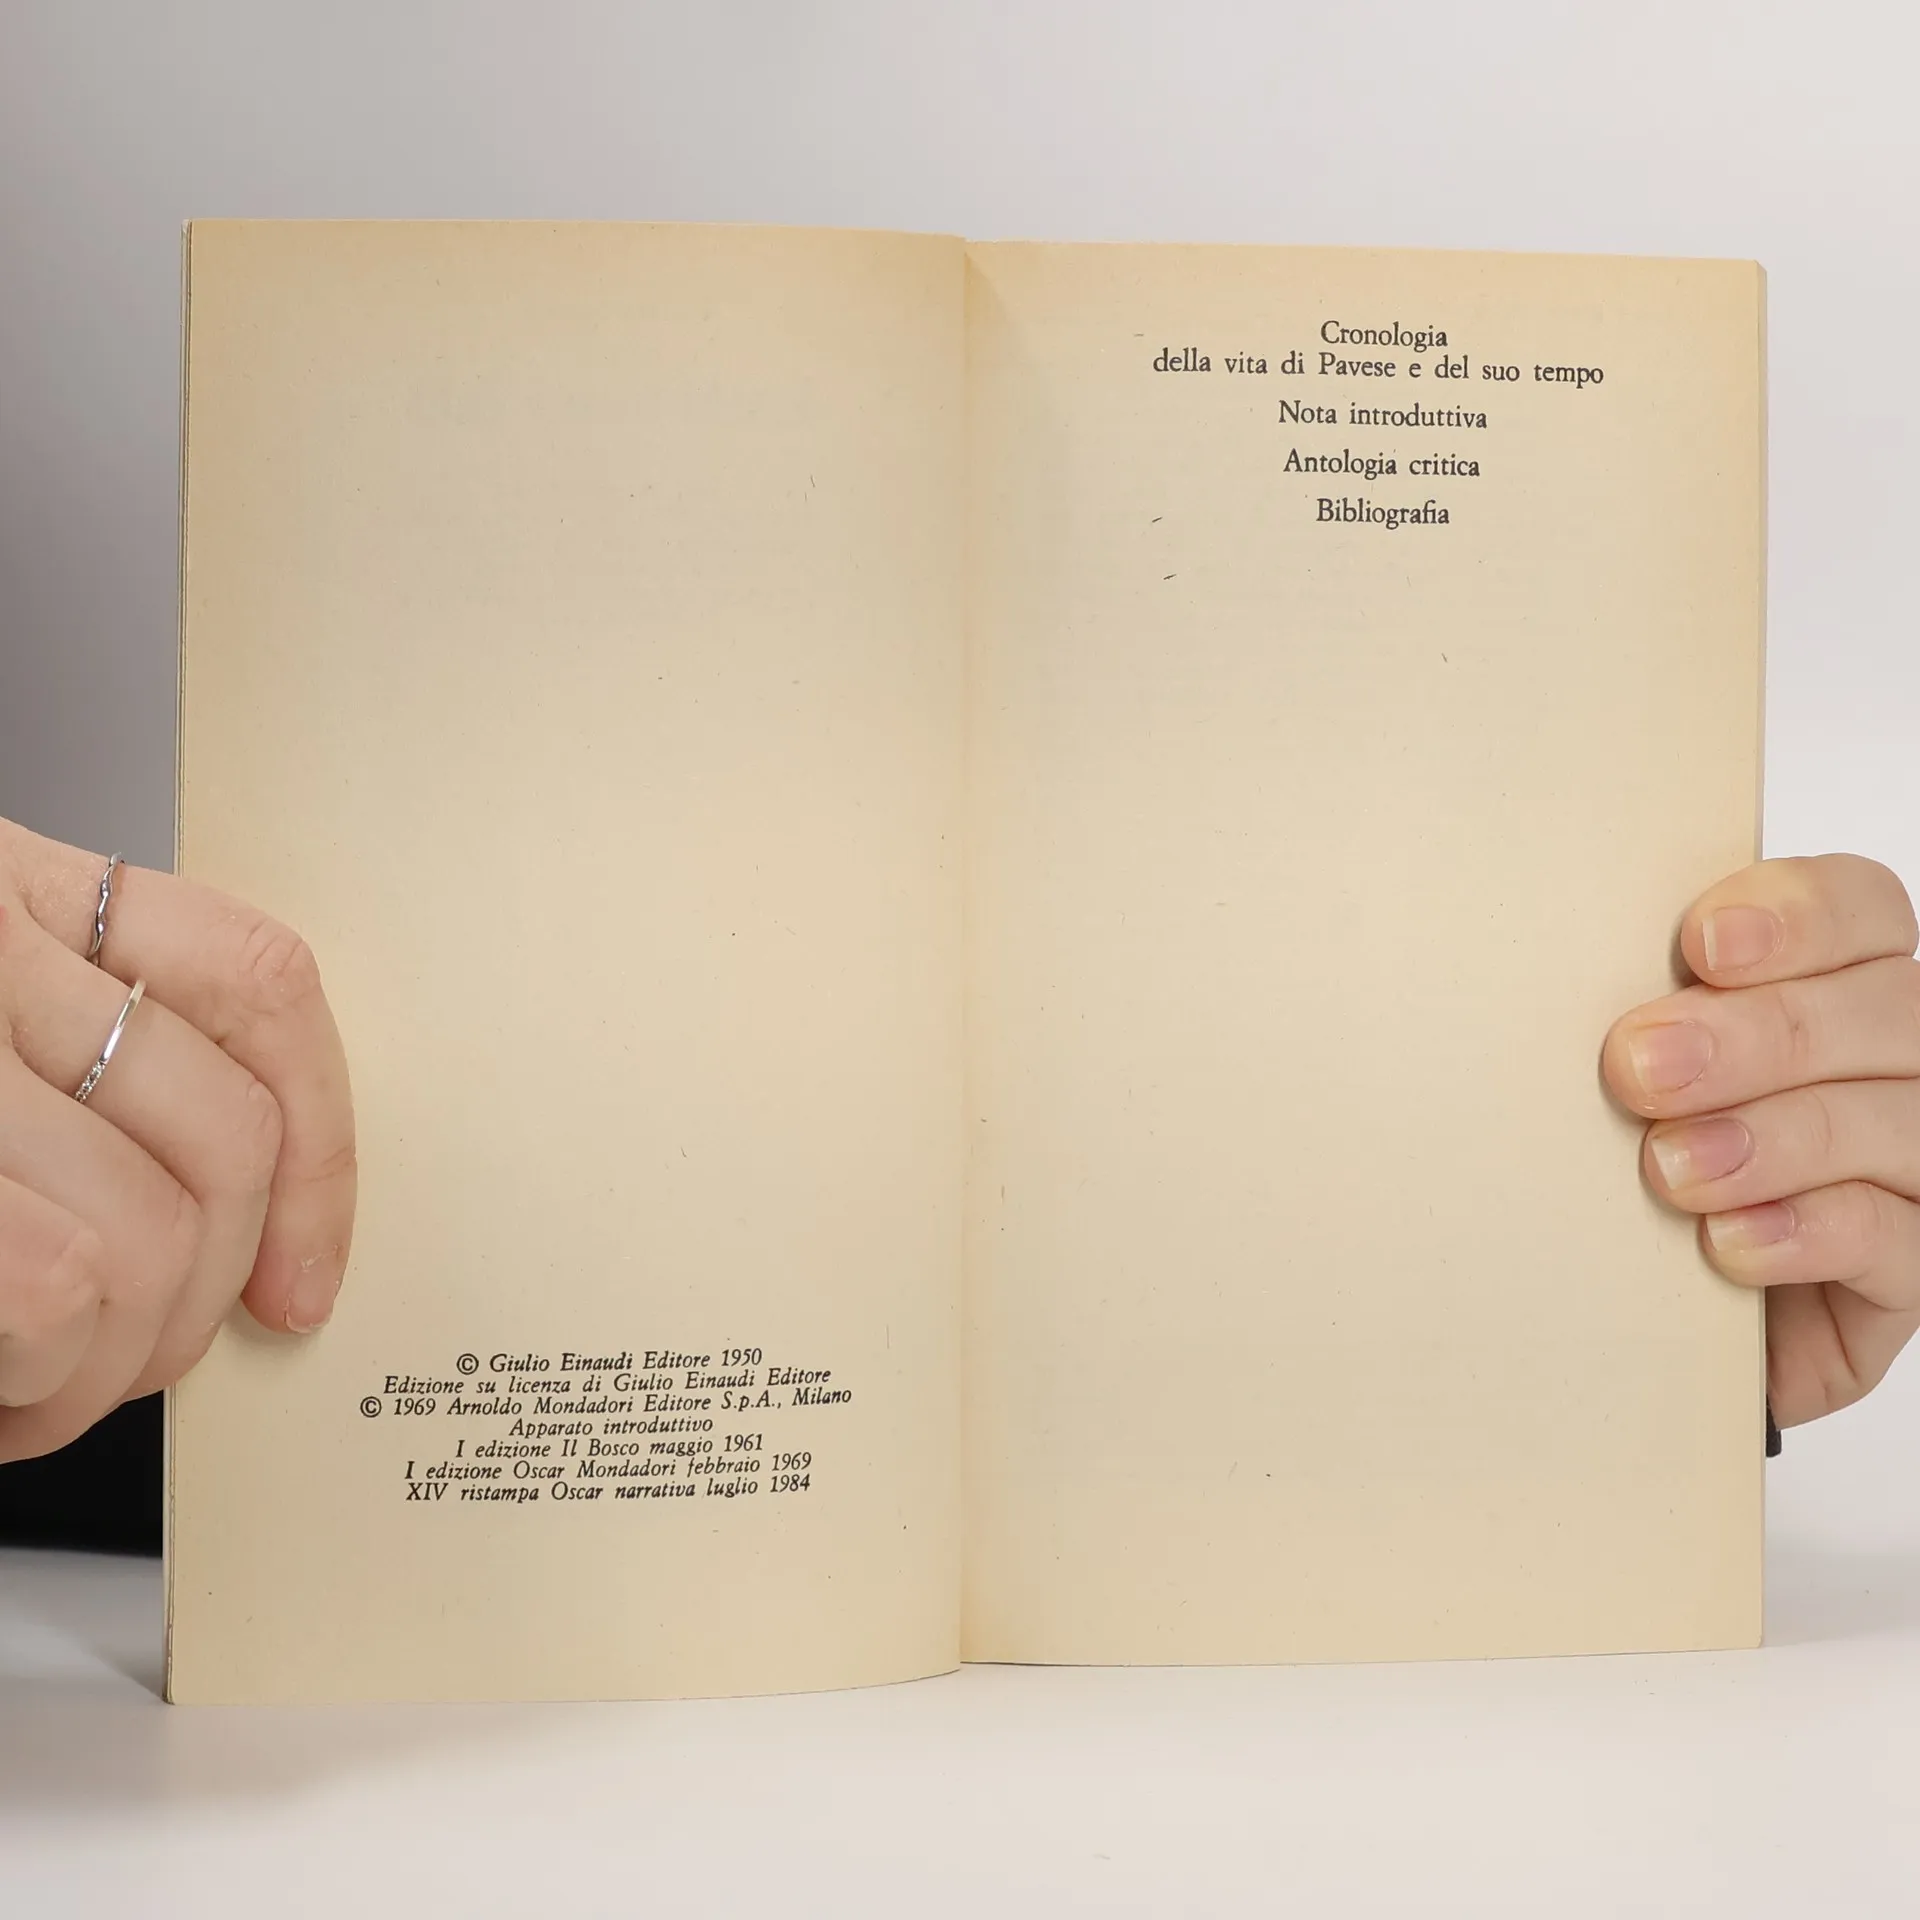 © Giulio Einaudi Editore 1950
Edizione su licenza di Giulio Einaudi Editore
© 1969 Arnoldo Mondadori Editore S.p.A., Milano
Apparato introduttivo
I edizione Il Bosco maggio 1961
I edizione Oscar Mondadori febbraio 1969
XIV ristampa Oscar narrativa luglio 1984
Cronologia
della vita di Pavese e del suo tempo
Nota introduttiva
Antologia critica
Bibliografia